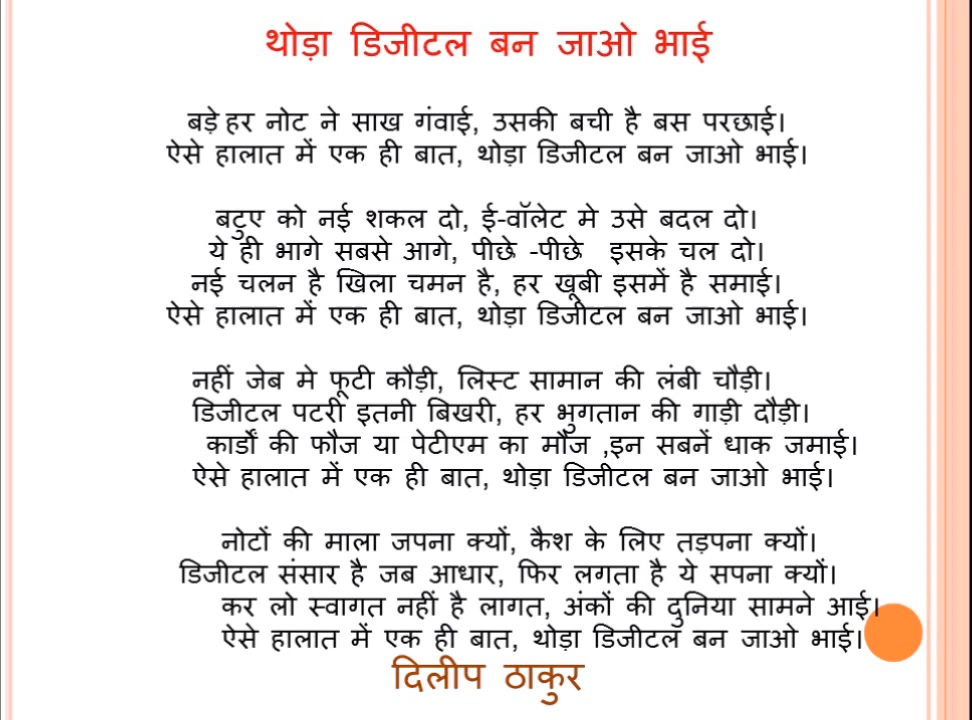 थोड़ा डिजीटल बन जाओ भाई
बड़े हर नोट ने साख गंवाई, उसकी बची है बस परछाई।
ऐसे हालात में एक ही बात, थोड़ा डिजीटल बन जाओ भाई।
बटुए को नई शकल दो, ई-वॉलेट मे उसे बदल दो।
ये ही भागे सबसे आगे, पीछे -पीछे इसके चल दो।
नई चलन है खिला चमन है, हर खूबी इसमें है समाई।
ऐसे हालात में एक ही बात, थोड़ा डिजीटल बन जाओ भाई।
नहीं जेब मे फूटी कौड़ी, लिस्ट सामान की लंबी चौड़ी।
डिजीटल पटरी इतनी बिखरी, हर भुगतान की गाड़ी दौड़ी।
कार्डों की फौज या पेटीएम का मौज ,इन सबनें धाक जमाई।
ऐसे हालात में एक ही बात, थोड़ा डिजीटल बन जाओ भाई।
नोटों की माला जपना क्यों, कैश के लिए तड़पना क्यों।
डिजीटल संसार है जब आधार, फिर लगता है ये सपना क्यों।
कर लो स्वागत नहीं है लागत, अंकों की दुनिया सामने आई।
ऐसे हालात में एक ही बात, थोड़ा डिजीटल बन जाओ भाई।
दिलीप ठाकुर